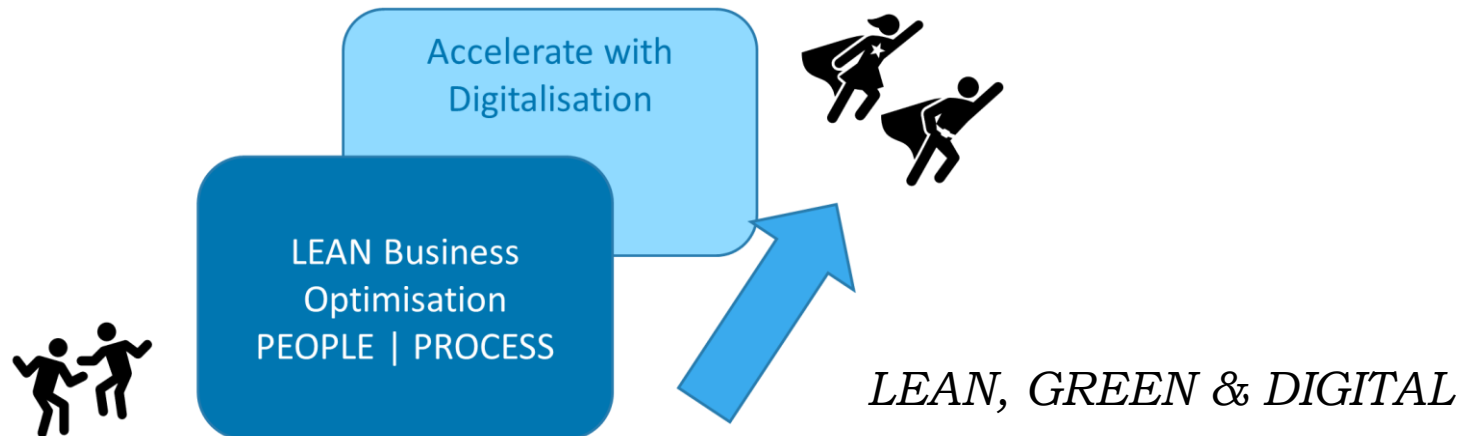 Accelerate with
Digitalisation
LEAN Business
Optimisation
PEOPLE | PROCESS
LEAN, GREEN & DIGITAL